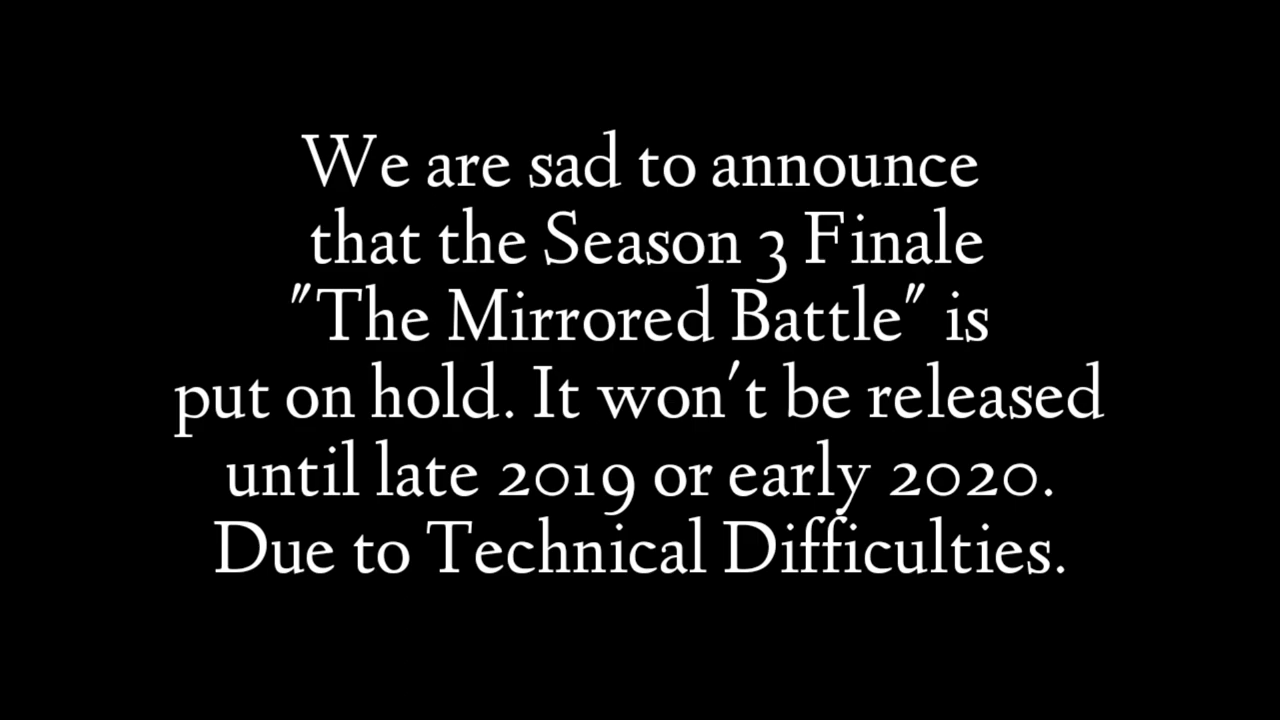 We are sad to announce
that the Season 3 Finale
"The Mirrored Battle" is
put on hold. It won't be released
until late 2019 or early 2020.
Due to Technical Difficulties.